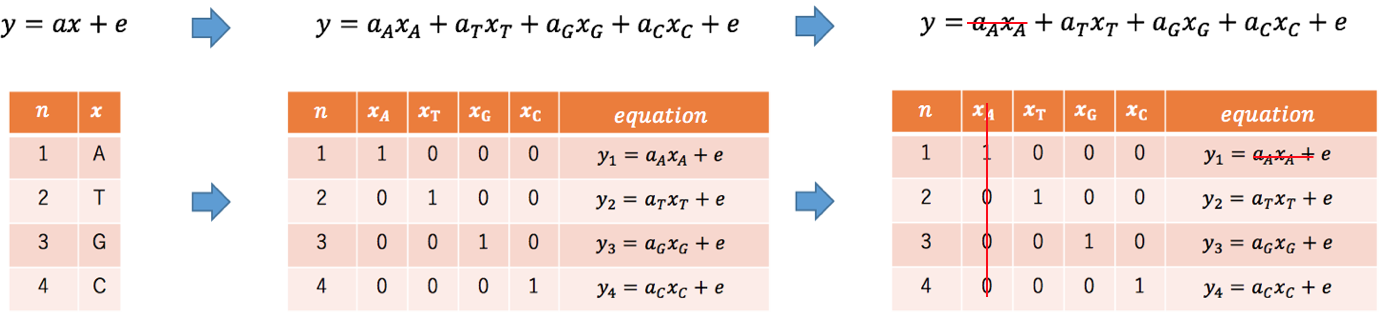 y = ax + e
y = a_A x_A + a_T x_T + a_G x_G + a_C x_C + e
y = a_A x_A + a_T x_T + a_G x_G + a_C x_C + e
n x
1 A
2 T
3 G
4 C
n x_A x_T x_G x_C equation
1 1 0 0 0 y_1 = a_A x_A + e
2 0 1 0 0 y_2 = a_T x_T + e
3 0 0 1 0 y_3 = a_G x_G + e
4 0 0 0 1 y_4 = a_C x_C + e
n x_A x_T x_G x_C equation
1 1 0 0 0 y_1 = a_A x_A + e
2 0 1 0 0 y_2 = a_T x_T + e
3 0 0 1 0 y_3 = a_G x_G + e
4 0 0 0 1 y_4 = a_C x_C + e